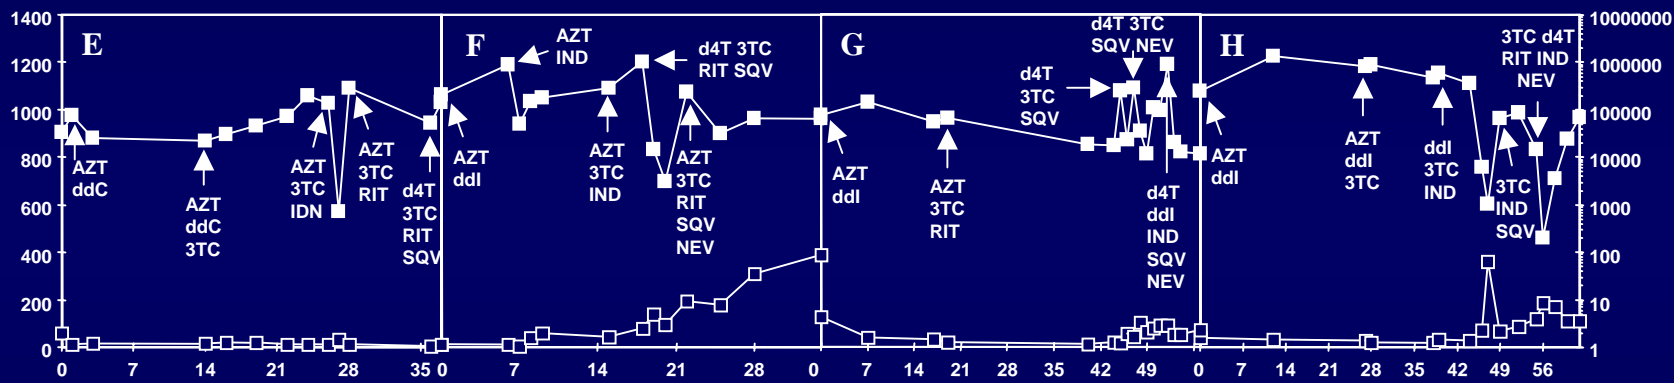 1400
1200
1000
800
600
400
200
0
E
AZT
ddC
AZT
ddC
3TC
AZT
3TC
IDN
AZT
3TC
RIT
d4T
3TC
RIT
SQV
0 7 14 21 28 35
F
AZT
IND
d4T 3TC
RIT SQV
AZT
ddI
AZT
3TC
IND
AZT
3TC
RIT
SQV
NEV
0 7 14 21 28
G
d4T 3TC
SQV NEV
d4T
3TC
SQV
AZT
ddI
AZT
3TC
RIT
d4T
ddI
IND
SQV
NEV
0 7 14 21 28 35 42 49
H
3TC d4T
RIT IND
NEV
AZT
ddI
AZT
ddI
3TC
ddI
3TC
IND
3TC
IND
SQV
0 7 14 21 28 35 42 49 56
10000000
1000000
100000
10000
1000
100
10
1